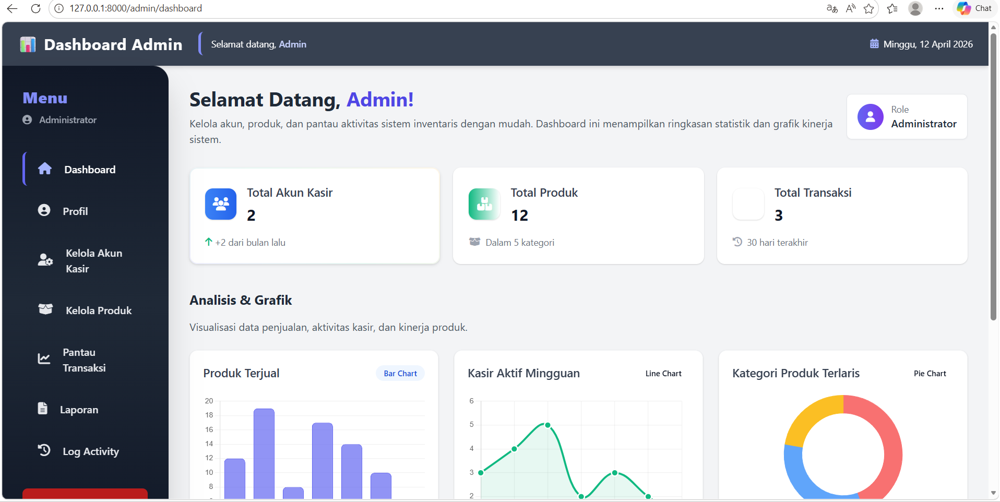 127.0.0.1:8000/admin/dashboard
Chat
Dashboard Admin
Selamat datang, Admin
Minggu, 12 April 2026
Menu
Administrator
Dashboard
Profil
Kelola Akun
Kasir
Kelola Produk
Pantau
Transaksi
Laporan
Log Activity
Selamat Datang, Admin!
Kelola akun, produk, dan pantau aktivitas sistem inventaris dengan mudah. Dashboard ini menampilkan ringkasan statistik dan grafik kinerja
sistem.
Role
Administrator
Total Akun Kasir
2
+2 dari bulan lalu
Total Produk
12
Dalam 5 kategori
Total Transaksi
3
30 hari terakhir
Analisis & Grafik
Visualisasi data penjualan, aktivitas kasir, dan kinerja produk.
Produk Terjual
Bar Chart
20
18
16
14
12
10
8
Kasir Aktif Mingguan
Line Chart
6
5
4
3
2
Kategori Produk Terlaris
Pie Chart